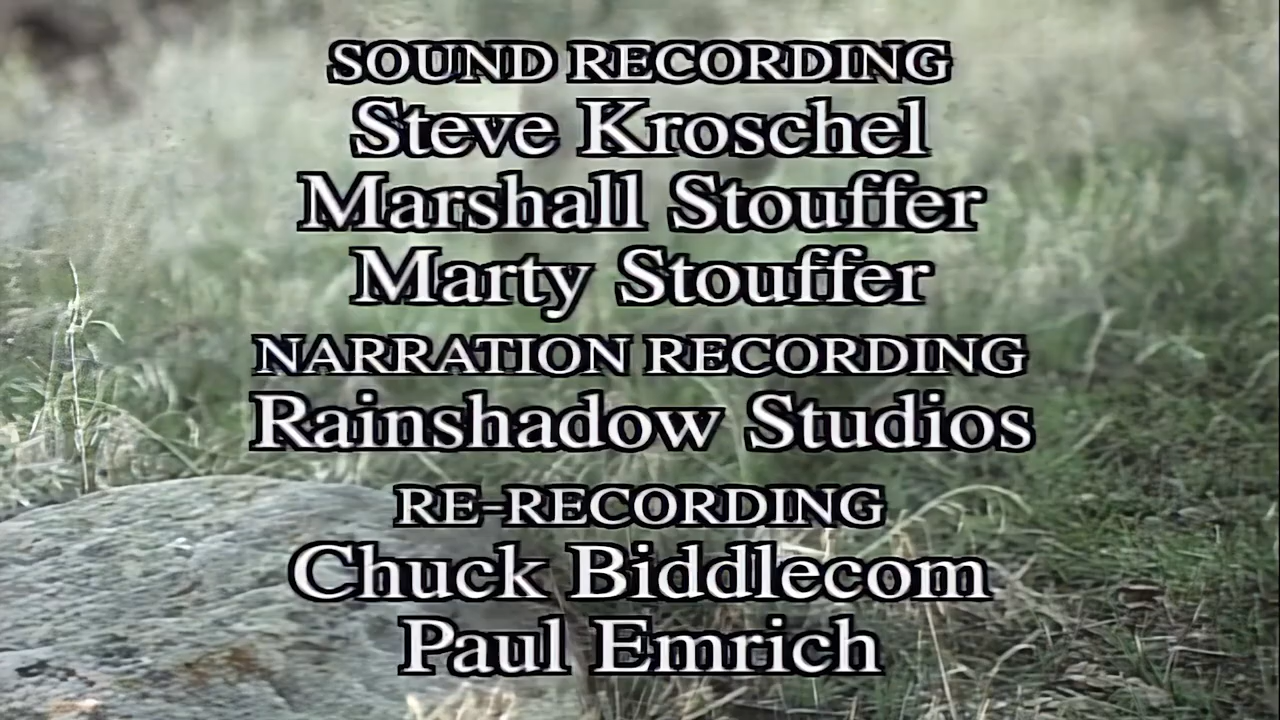 SOUND RECORDING
Steve Kroschel
Marshall Stouffer
Marty Stouffer
NARRATION RECORDING
Rainshadow Studios
RE-RECORDING
Chuck Biddlecom
Paul Emrich